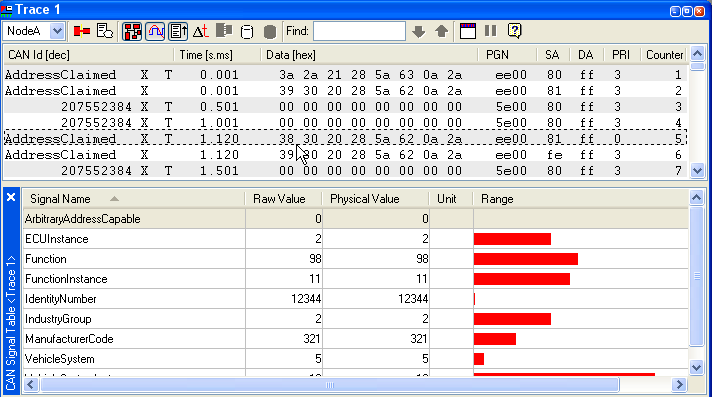 Trace 1
NodeA Find:
CAN Id [dec] Time [s.ms] Data [hex] PGN SA DA PRI Counter
AddressClaimed X T 0.001 3a 2a 21 28 5a 63 0a 2a ee00 80 ff 3 1
AddressClaimed X 0.001 39 30 20 28 5a 62 0a 2a ee00 81 ff 3 2
207552384 X T 0.501 00 00 00 00 00 00 00 00 5e00 80 ff 3 3
207552384 X 1.001 00 00 00 00 00 00 00 00 5e00 80 ff 3 4
AddressClaimed X T 1.120 38 30 20 28 5a 62 0a 2a ee00 81 ff 0 5
AddressClaimed X 1.120 39 30 20 28 5a 62 0a 2a ee00 fe ff 3 6
207552384 X T 1.501 00 00 00 00 00 00 00 00 5e00 80 ff 3 7
CAN Signal Table <Trace 1>
Signal Name Raw Value Physical Value Unit Range
ArbitraryAddressCapable 0 0
ECUInstance 2 2
Function 98 98
FunctionInstance 11 11
IdentityNumber 12344 12344
IndustryGroup 2 2
ManufacturerCode 321 321
VehicleSystem 5 5